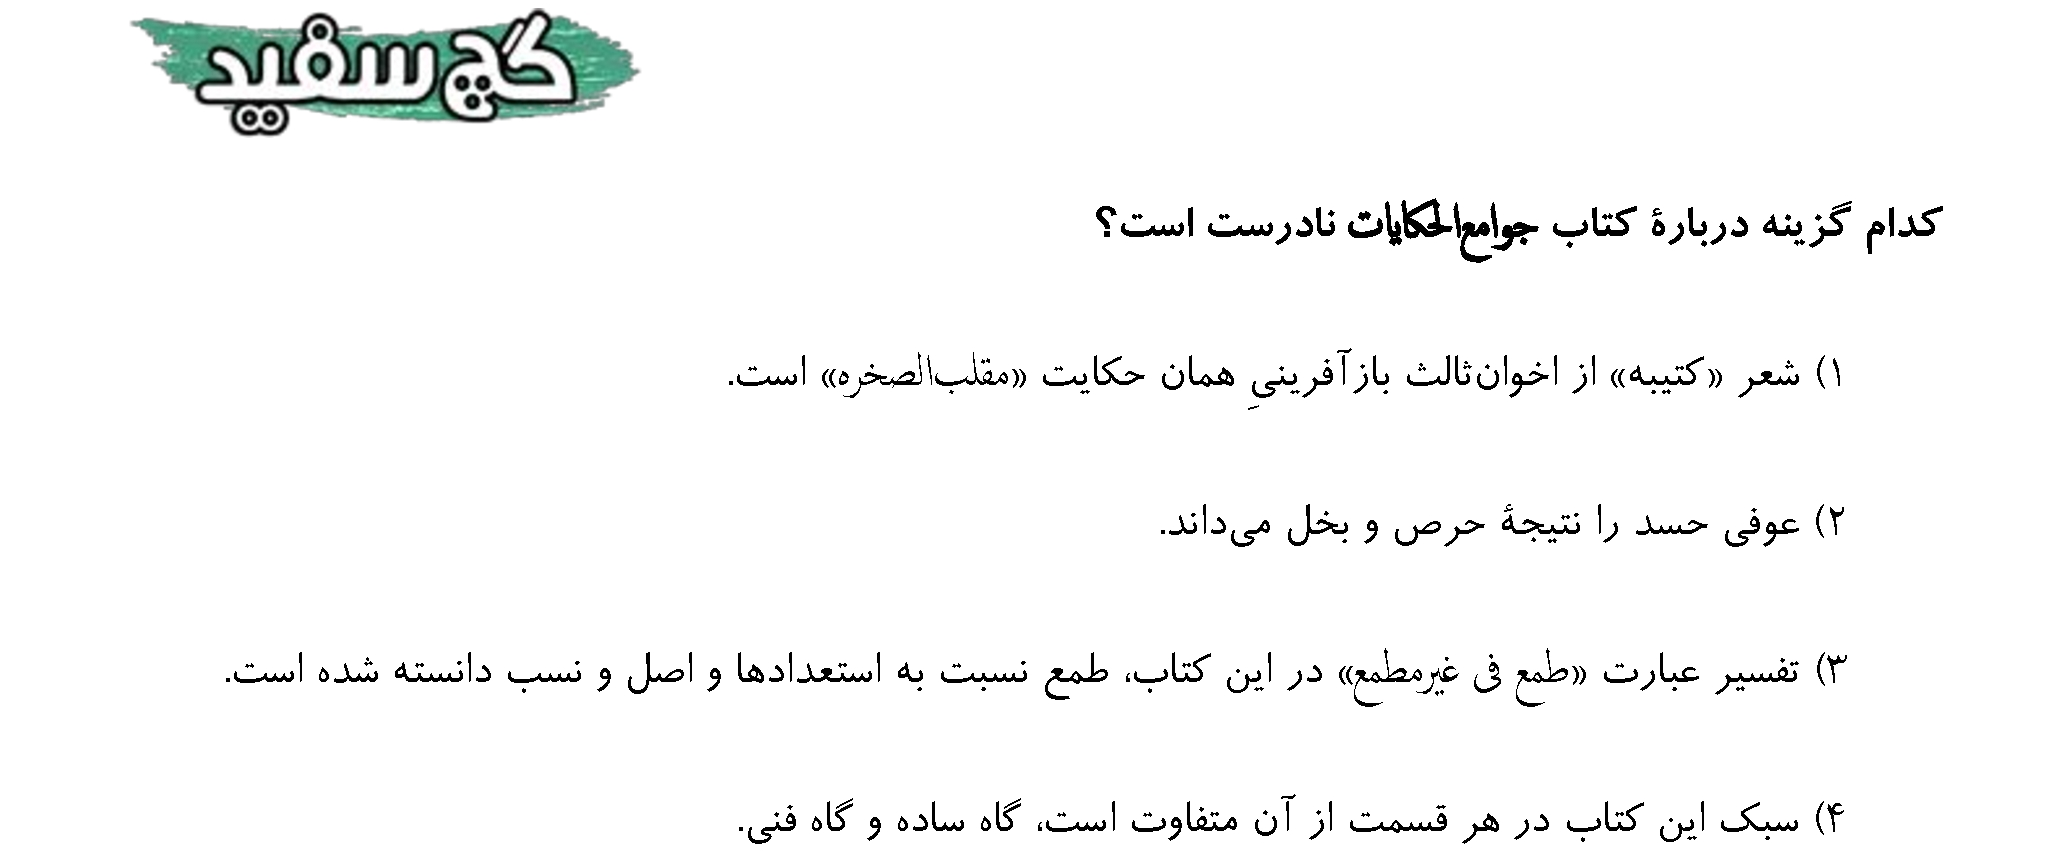 گچ سفید
کدام گزینه دربارهٔ کتاب جوامع‌الحکایات نادرست است؟
۱) شعر «کتیبه» از اخوان‌ثالث بازآفرینیِ همان حکایت «مقلب‌الصخره» است.
۲) عوفی حسد را نتیجهٔ حرص و بخل می‌داند.
۳) تفسیر عبارت «طمع فی غیرمطمع» در این کتاب، طمع نسبت به استعدادها و اصل و نسب دانسته شده است.
۴) سبک این کتاب در هر قسمت از آن متفاوت است، گاه ساده و گاه فنی.